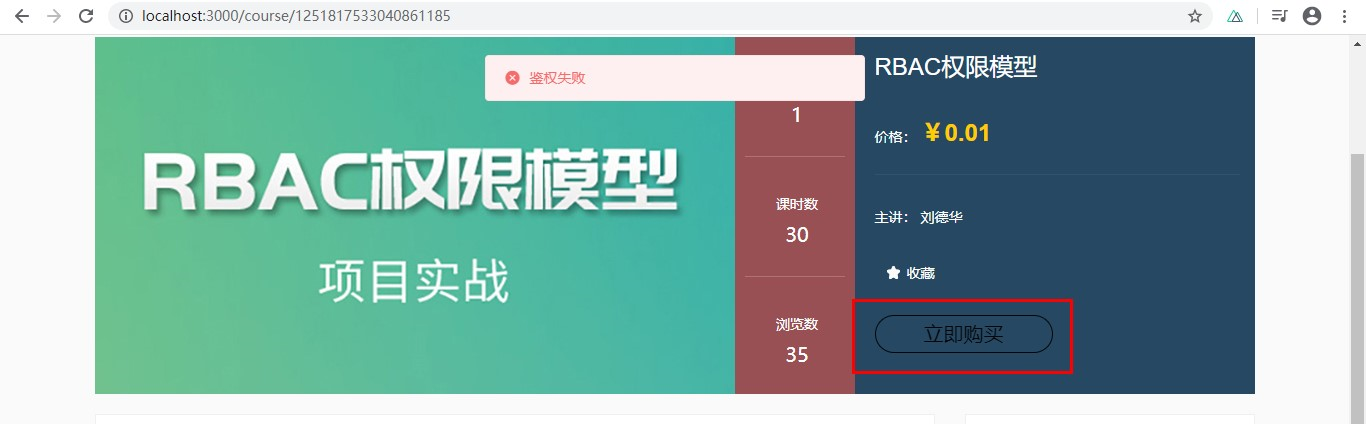 localhost:3000/course/1251817533040861185
鉴权失败
RBAC权限模型
项目实战
1
课时数
30
浏览数
35
RBAC权限模型
价格： ￥0.01
主讲： 刘德华
收藏
立即购买